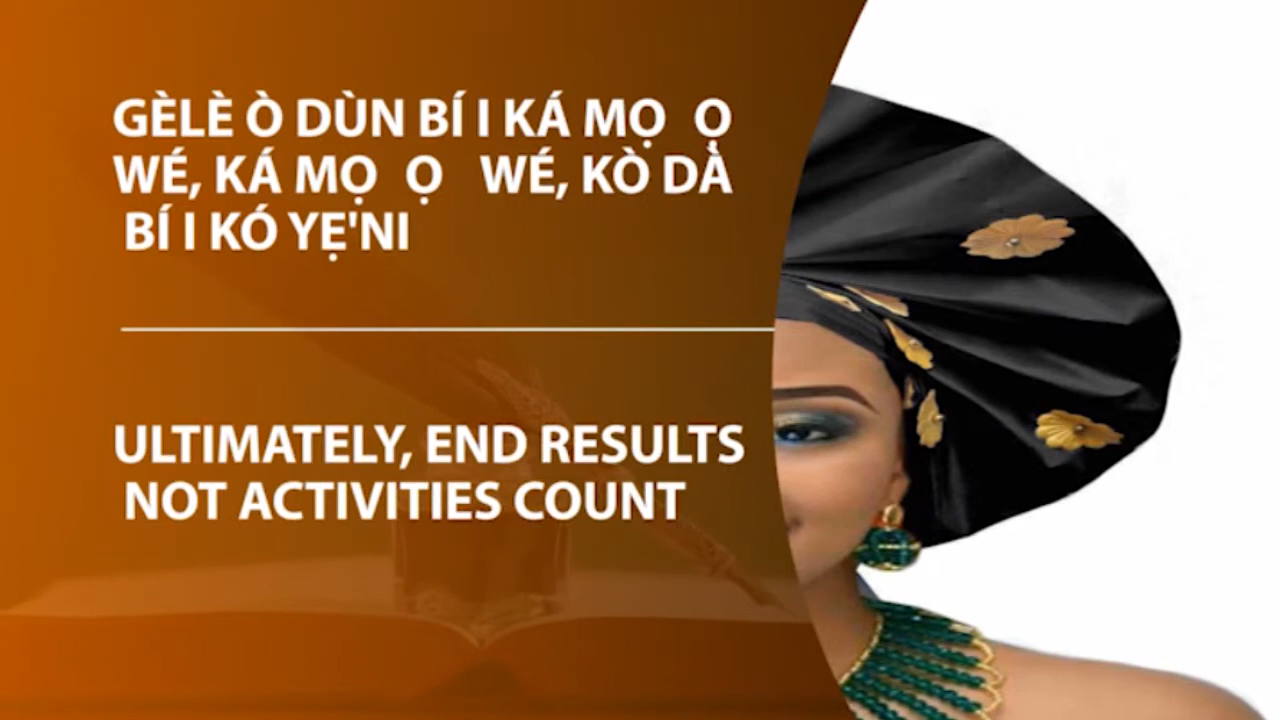 GÈLÈ Ò DÙN BÍ I KÁ MỌ Ọ
WÉ, KÁ MỌ Ọ WÉ, KÒ DÀ
BÍ I KÓ YẸ'NI
ULTIMATELY, END RESULTS
NOT ACTIVITIES COUNT